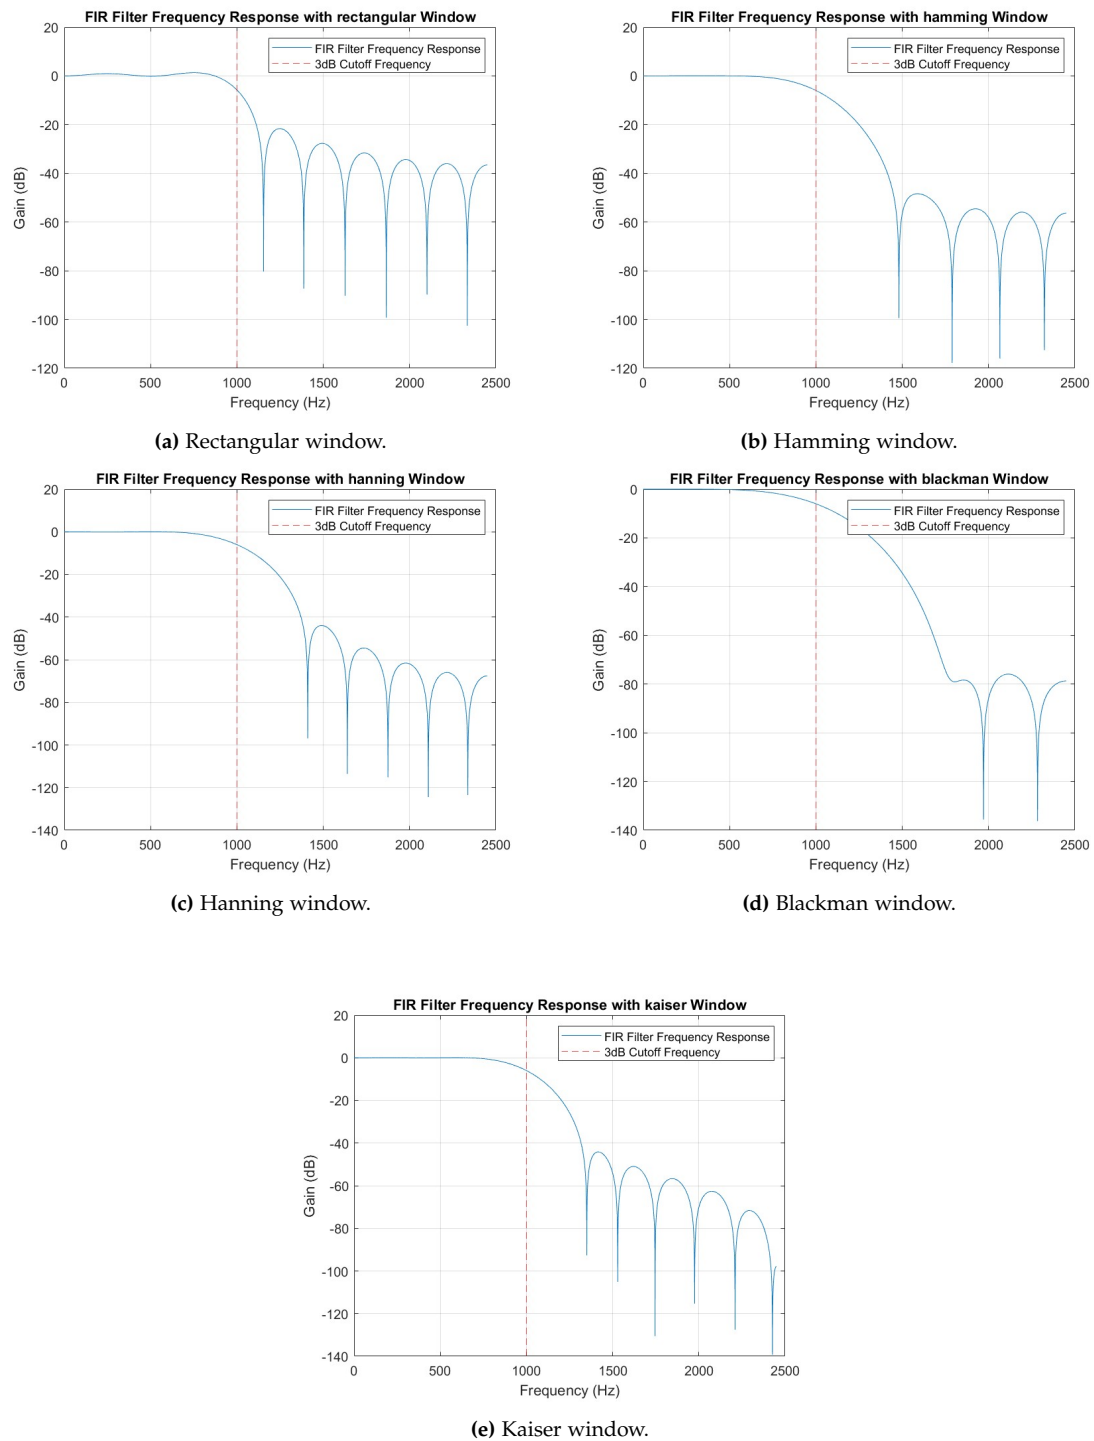 FIR Filter Frequency Response with rectangular Window
20
0
-20
-40
-60
-80
-100
-120
Gain (dB)
FIR Filter Frequency Response
3dB Cutoff Frequency
0 500 1000 1500 2000 2500
Frequency (Hz)
(a) Rectangular window.
FIR Filter Frequency Response with hamming Window
20
0
-20
-40
-60
-80
-100
-120
Gain (dB)
FIR Filter Frequency Response
3dB Cutoff Frequency
0 500 1000 1500 2000 2500
Frequency (Hz)
(b) Hamming window.
FIR Filter Frequency Response with hanning Window
20
0
-20
-40
-60
-80
-100
-120
-140
Gain (dB)
FIR Filter Frequency Response
3dB Cutoff Frequency
0 500 1000 1500 2000 2500
Frequency (Hz)
(c) Hanning window.
FIR Filter Frequency Response with blackman Window
0
-20
-40
-60
-80
-100
-120
-140
Gain (dB)
FIR Filter Frequency Response
3dB Cutoff Frequency
0 500 1000 1500 2000 2500
Frequency (Hz)
(d) Blackman window.
FIR Filter Frequency Response with kaiser Window
20
0
-20
-40
-60
-80
-100
-120
-140
Gain (dB)
FIR Filter Frequency Response
3dB Cutoff Frequency
0 500 1000 1500 2000 2500
Frequency (Hz)
(e) Kaiser window.